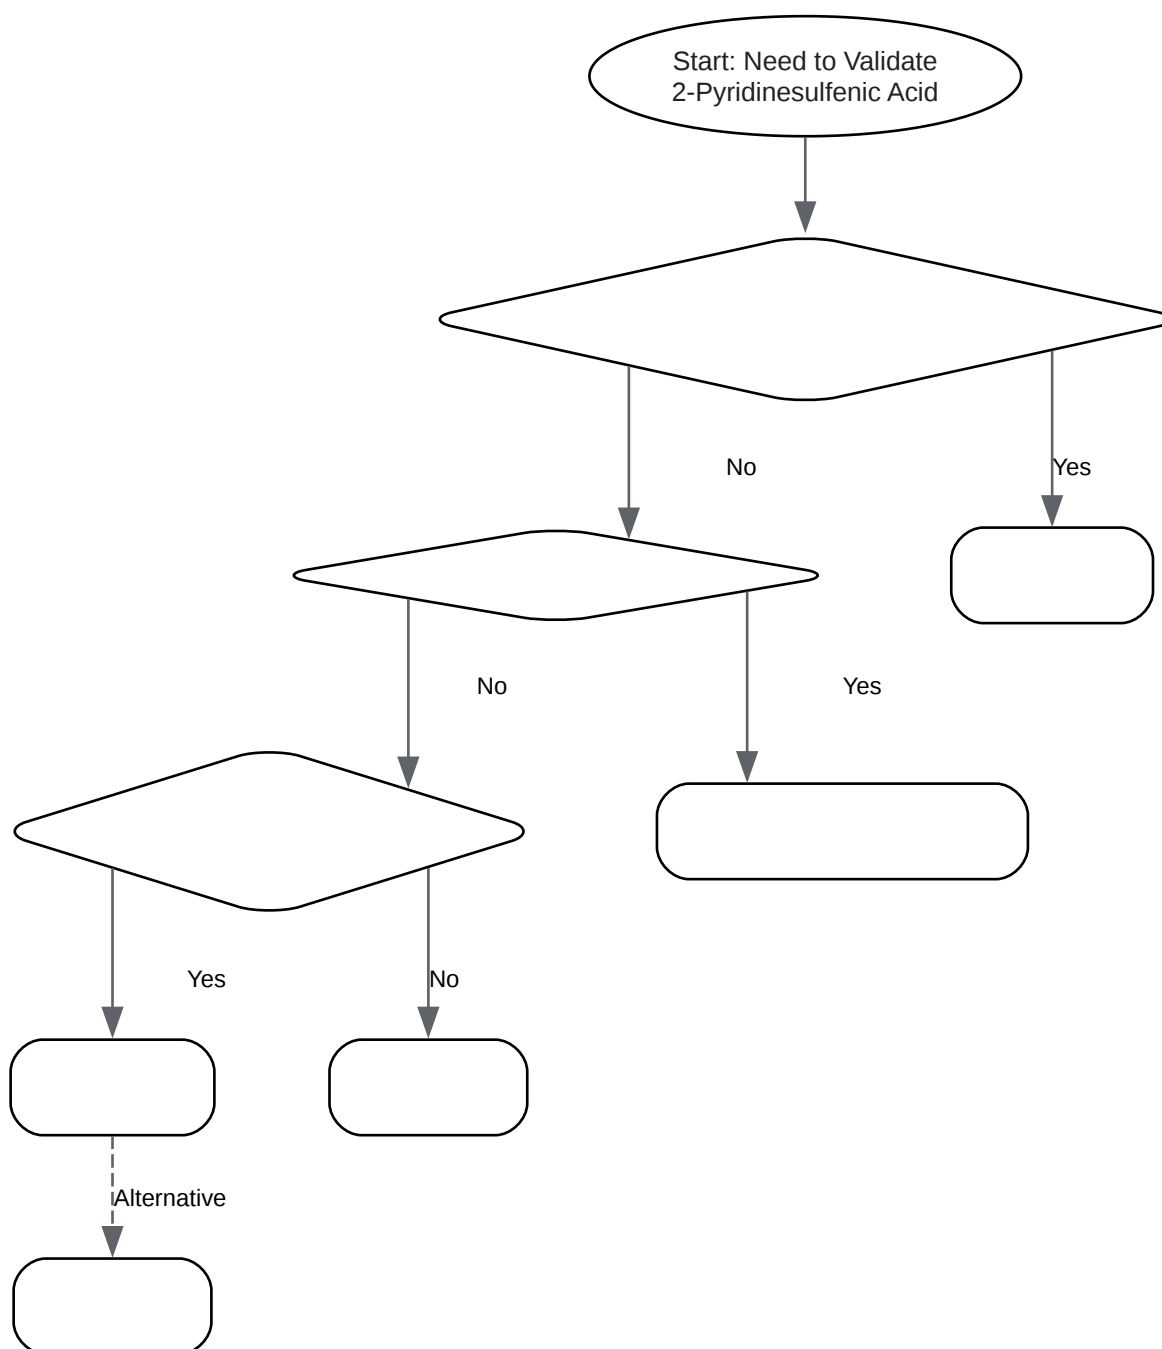 Start: Need to Validate
2-Pyridinesulfenic Acid
No
Yes
No
Yes
Yes
No
Alternative